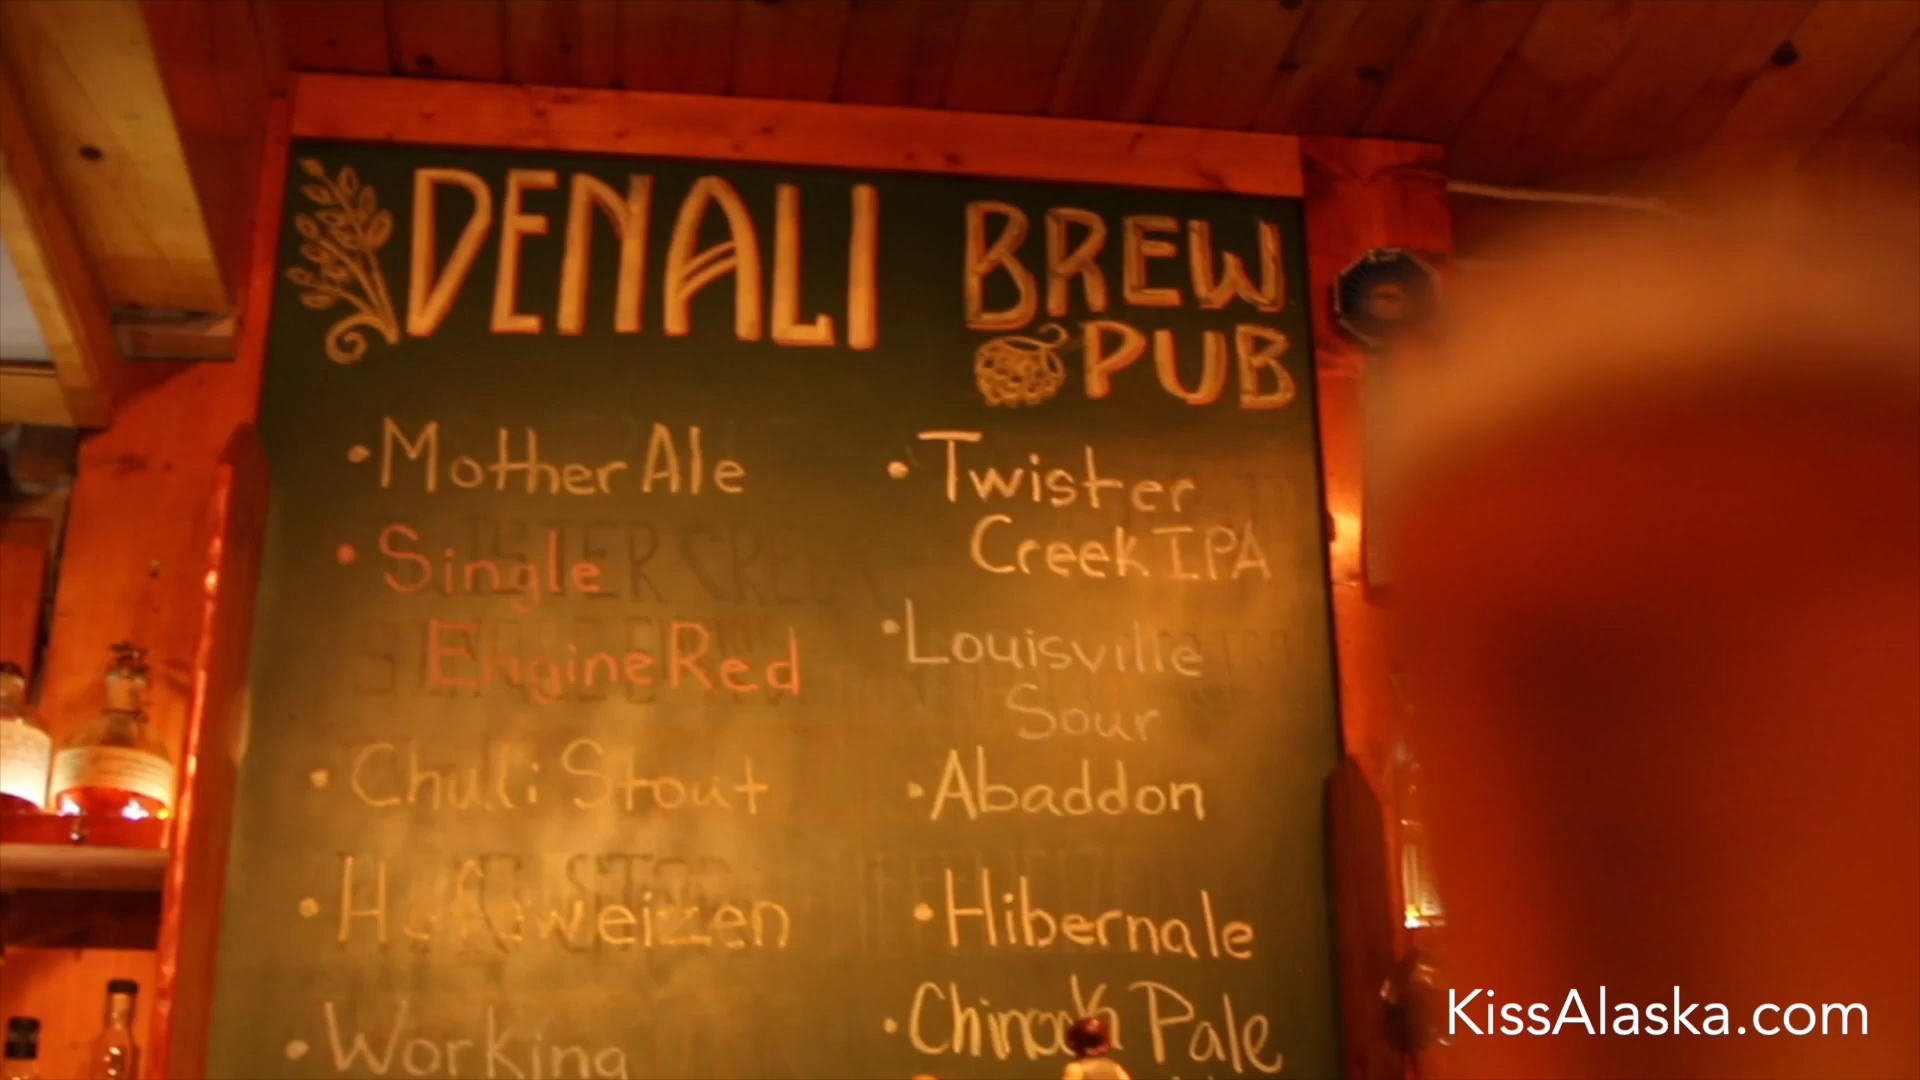 DENALI BREW
PUB
• Mother Ale
• Single
Engine Red
• Chuli Stout
• Hefeweizen
• Working
• Twister
Creek IPA
• Louisville
Sour
• Abaddon
• Hibernale
• Chinook Pale
KissAlaska.com